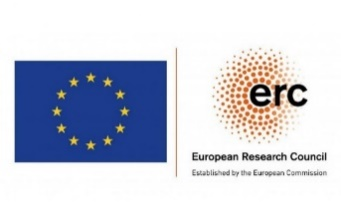 erc
European Research Council
Established by the European Commission